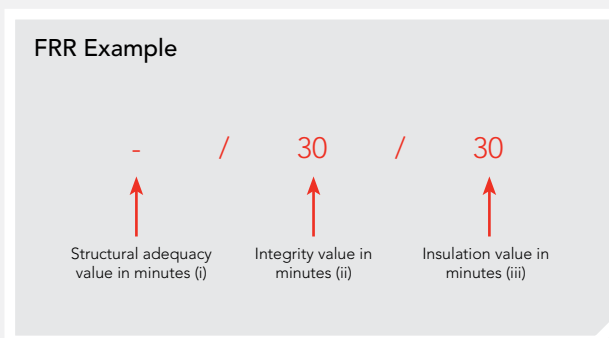 FRR Example
- / 30 / 30
Structural adequacy
value in minutes (i)
Integrity value in
minutes (ii)
Insulation value in
minutes (iii)